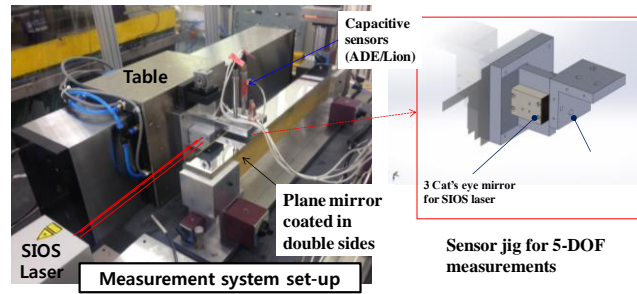 Capacitive
sensors
(ADE/Lion)
Table
Plane mirror
coated in
double sides
SIOS
Laser
Measurement system set-up
3 Cat's eye mirror
for SIOS laser
Sensor jig for 5-DOF
measurements